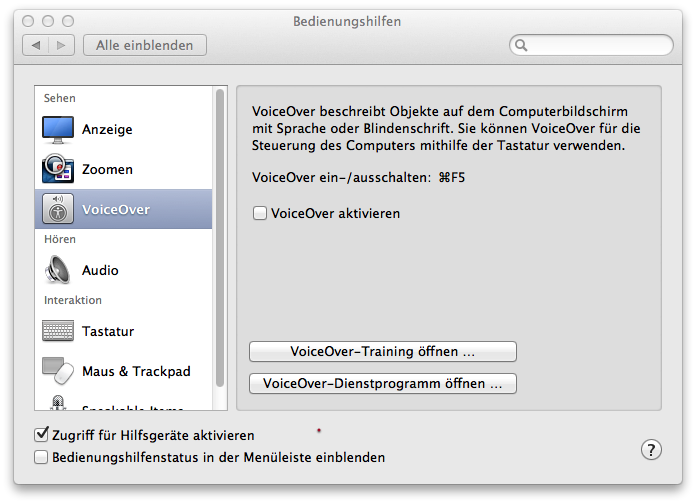 Bedienungshilfen
Alle einblenden
Sehen
Anzeige
Zoomen
VoiceOver
Hören
Audio
Interaktion
Tastatur
Maus & Trackpad
Speakable Items
VoiceOver beschreibt Objekte auf dem Computerbildschirm
mit Sprache oder Blindenschrift. Sie können VoiceOver für die
Steuerung des Computers mithilfe der Tastatur verwenden.
VoiceOver ein-/ausschalten: ⌘F5
VoiceOver aktivieren
VoiceOver-Training öffnen ...
VoiceOver-Dienstprogramm öffnen ...
Zugriff für Hilfsgeräte aktivieren
Bedienungshilfenstatus in der Menüleiste einblenden
?